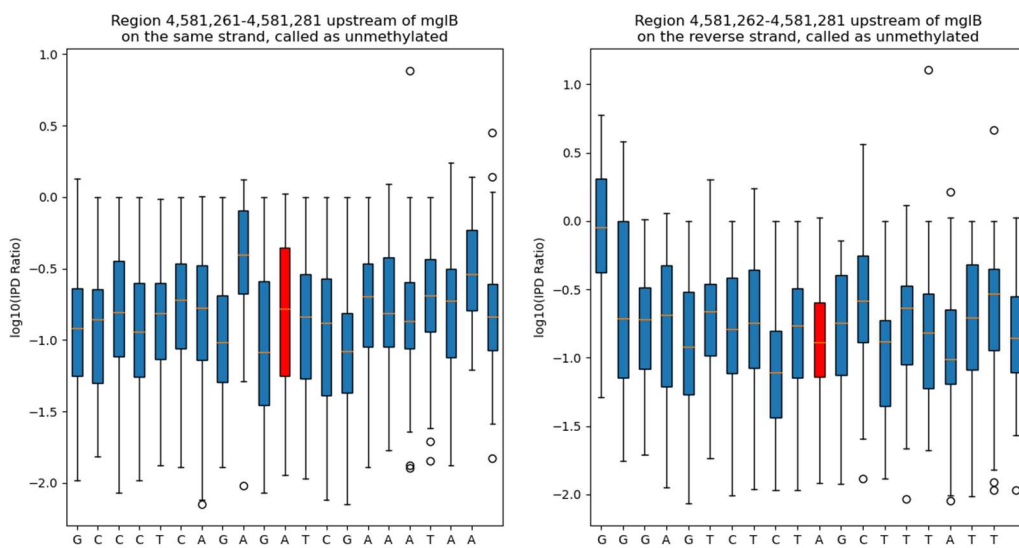 Region 4,581,261-4,581,281 upstream of mglB
on the same strand, called as unmethylated
log10(IPD Ratio)
1.0
0.5
0.0
−0.5
−1.0
−1.5
−2.0
G C C C T C A G A G A T C G A A A T A A
Region 4,581,262-4,581,281 upstream of mglB
on the reverse strand, called as unmethylated
log10(IPD Ratio)
1.0
0.5
0.0
−0.5
−1.0
−1.5
−2.0
G G G A G T C T C T A G C T T T A T T